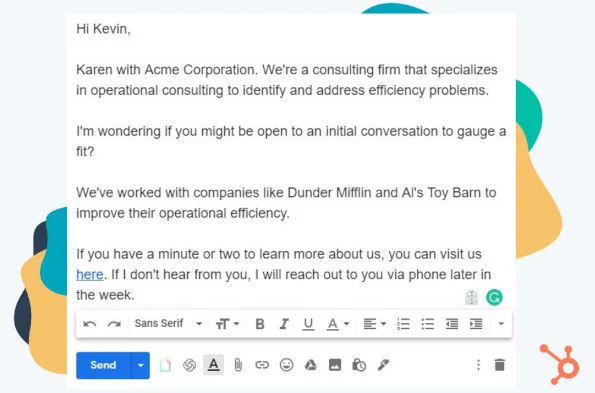 Hi Kevin,
Karen with Acme Corporation. We're a consulting firm that specializes
in operational consulting to identify and address efficiency problems.
I'm wondering if you might be open to an initial conversation to gauge a
fit?
We've worked with companies like Dunder Mifflin and Al's Toy Barn to
improve their operational efficiency.
If you have a minute or two to learn more about us, you can visit us
here. If I don't hear from you, I will reach out to you via phone later in
the week.
Sans Serif
Send